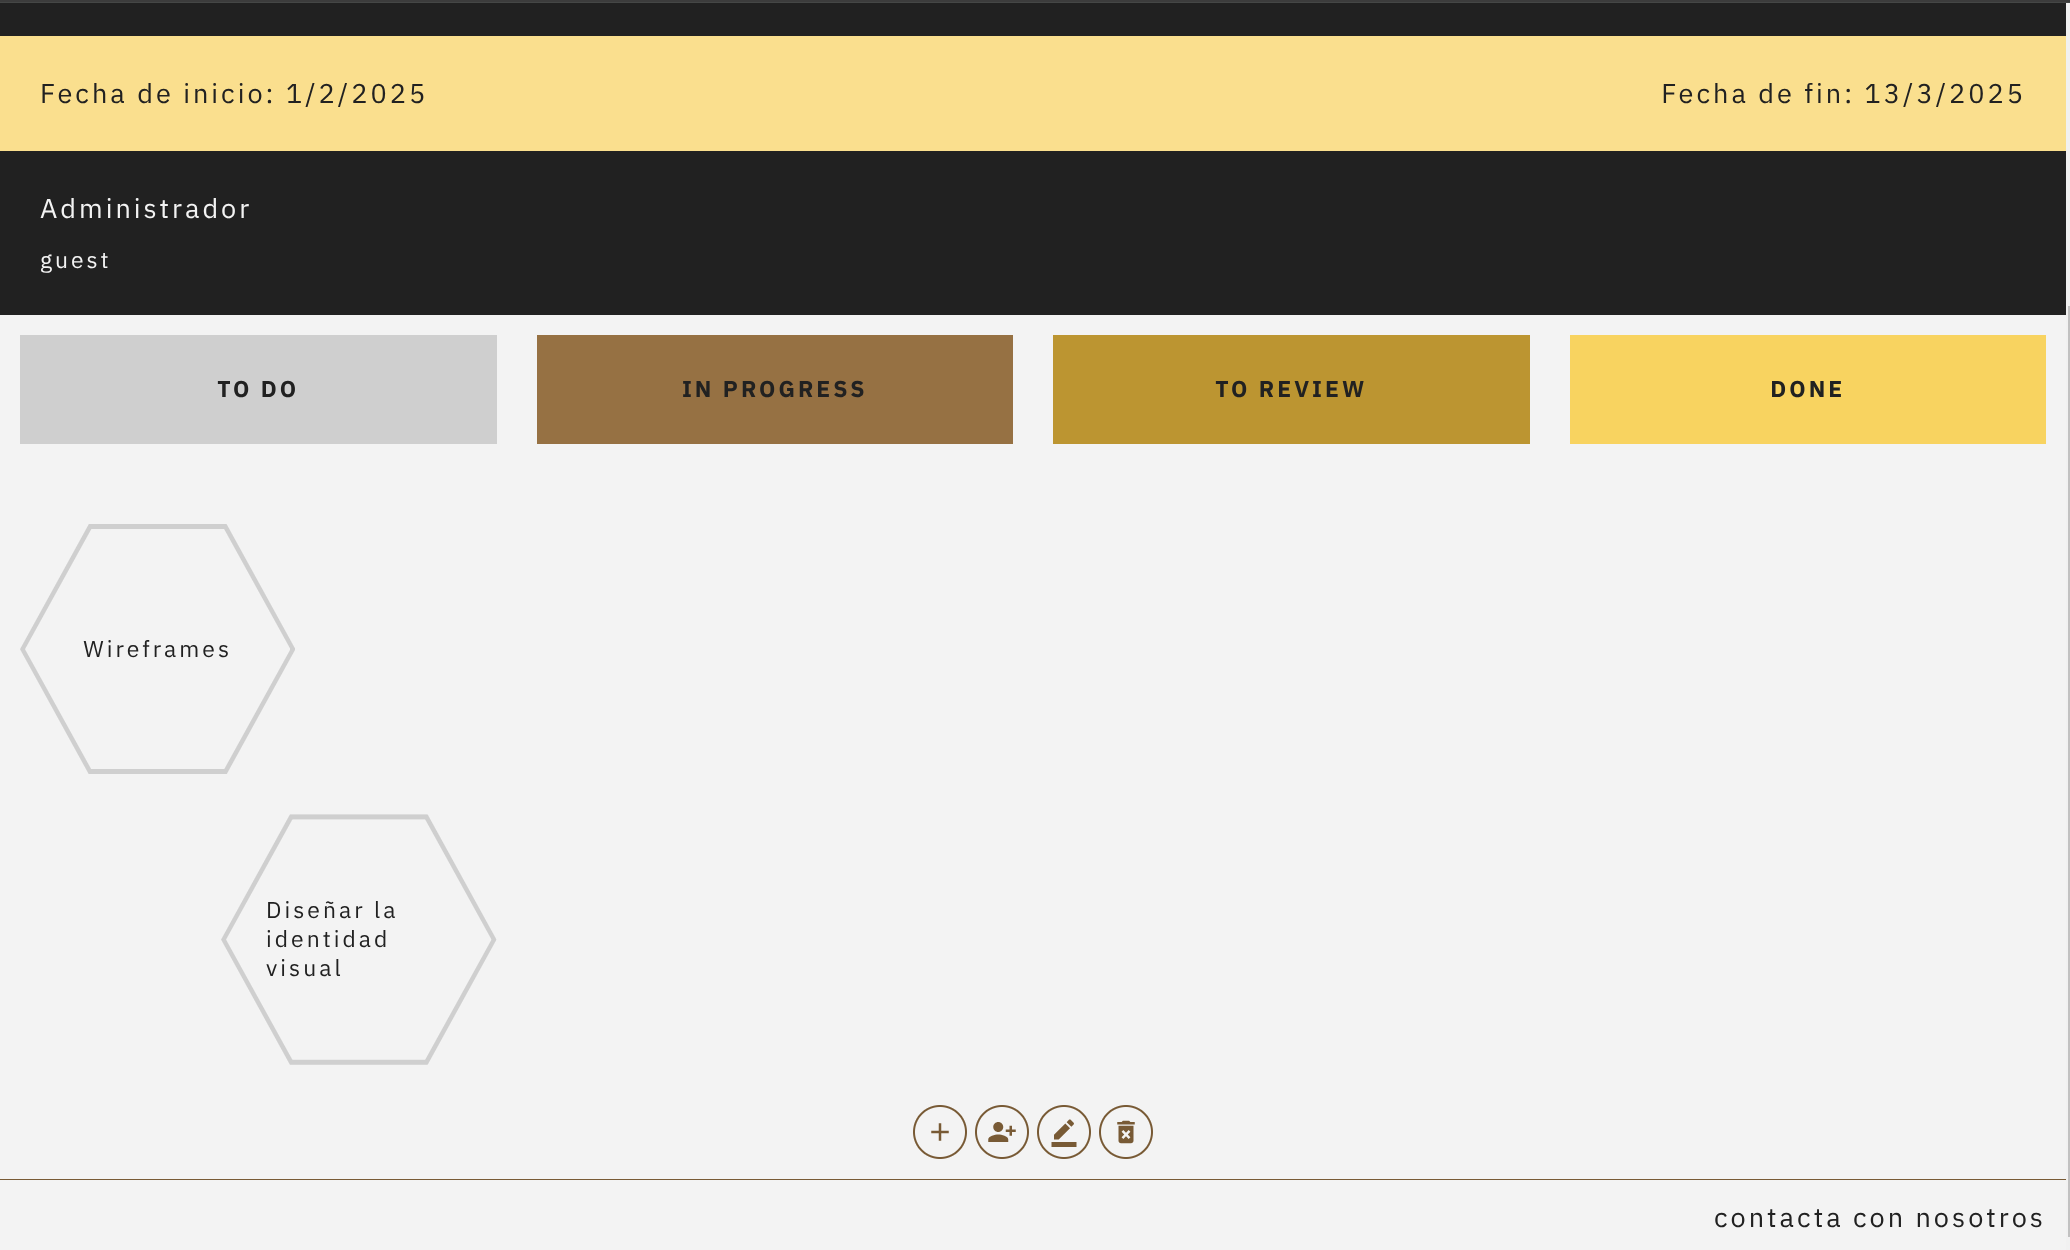 Fecha de inicio: 1/2/2025
Fecha de fin: 13/3/2025
Administrador
guest
TO DO
IN PROGRESS
TO REVIEW
DONE
Wireframes
Diseñar la
identidad
visual
contacta con nosotros